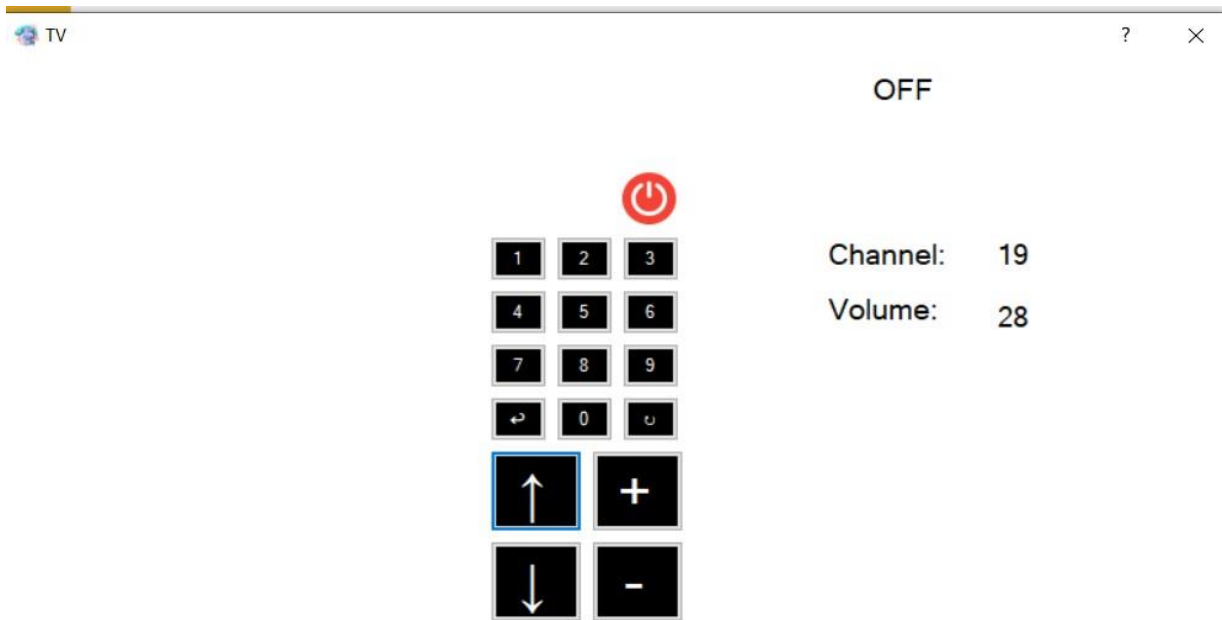 TV ? ×
OFF
1 2 3
Channel: 19
4 5 6
Volume: 28
7 8 9
↩ 0 ↻
↑ +
↓ -